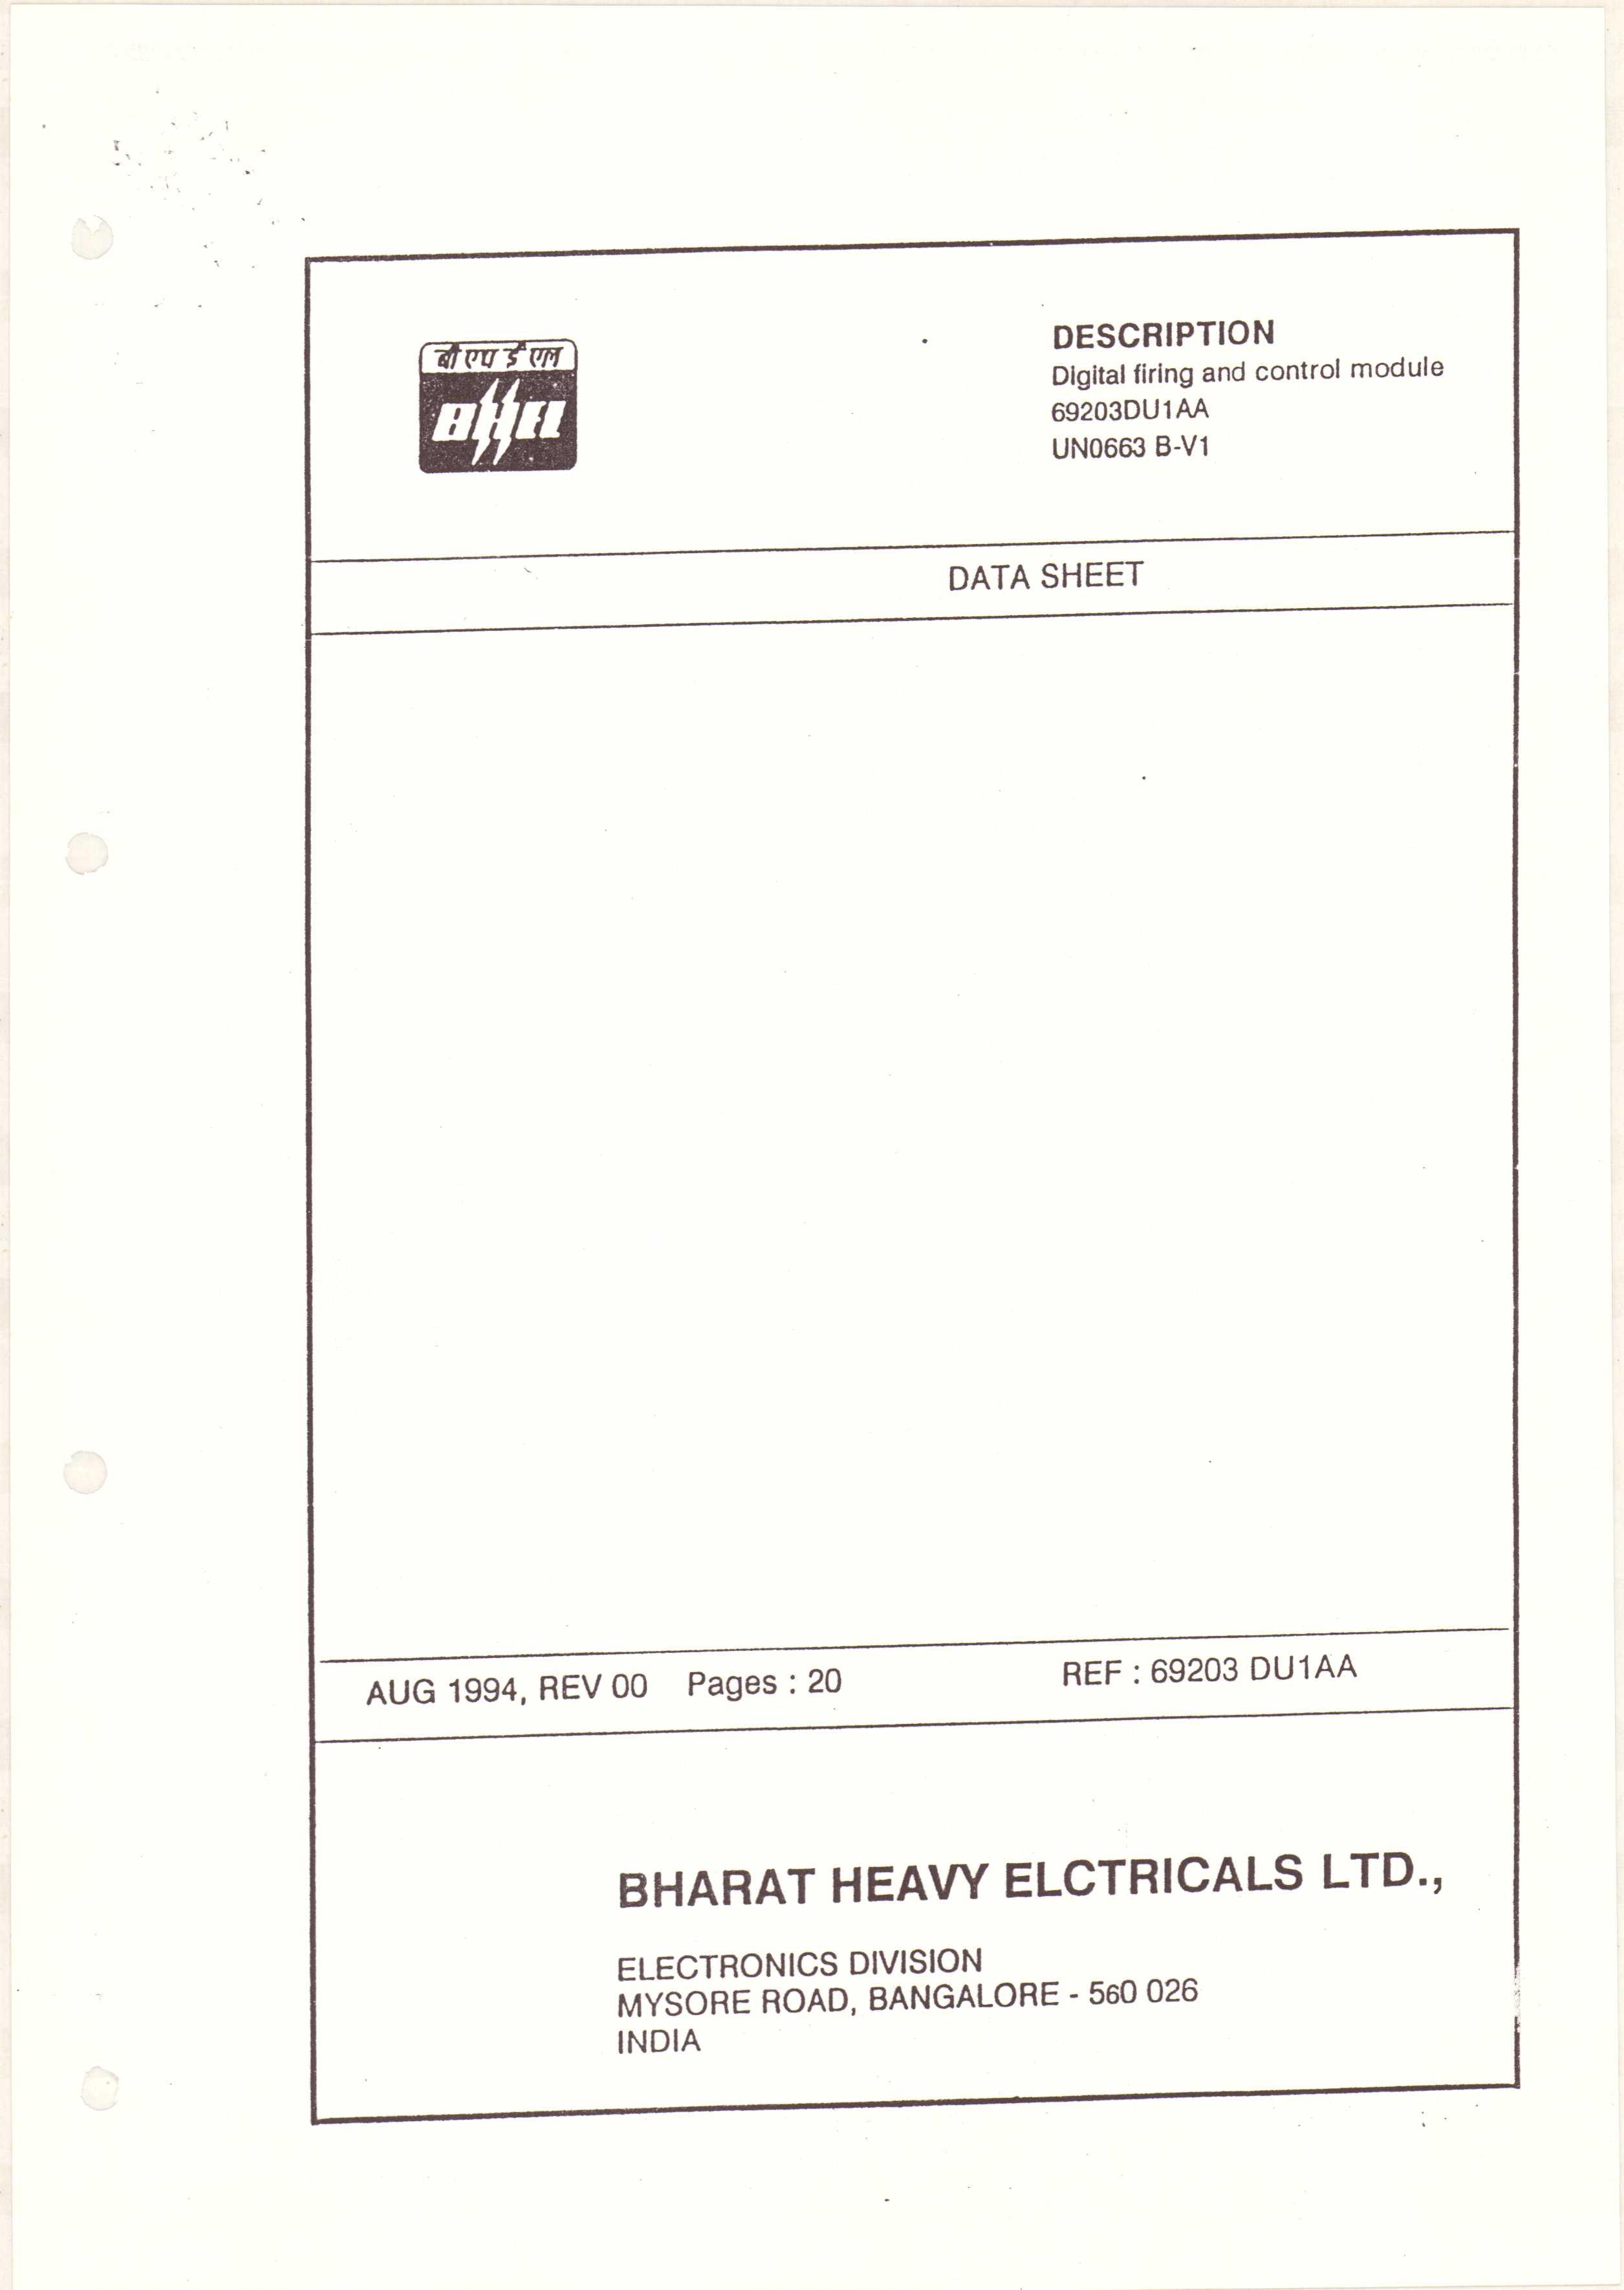 बी एच ई एल
BHEL
DESCRIPTION
Digital firing and control module
69203DU1AA
UN0663 B-V1
DATA SHEET
AUG 1994, REV 00 Pages : 20
REF : 69203 DU1AA
BHARAT HEAVY ELCTRICALS LTD.,
ELECTRONICS DIVISION
MYSORE ROAD, BANGALORE - 560 026
INDIA